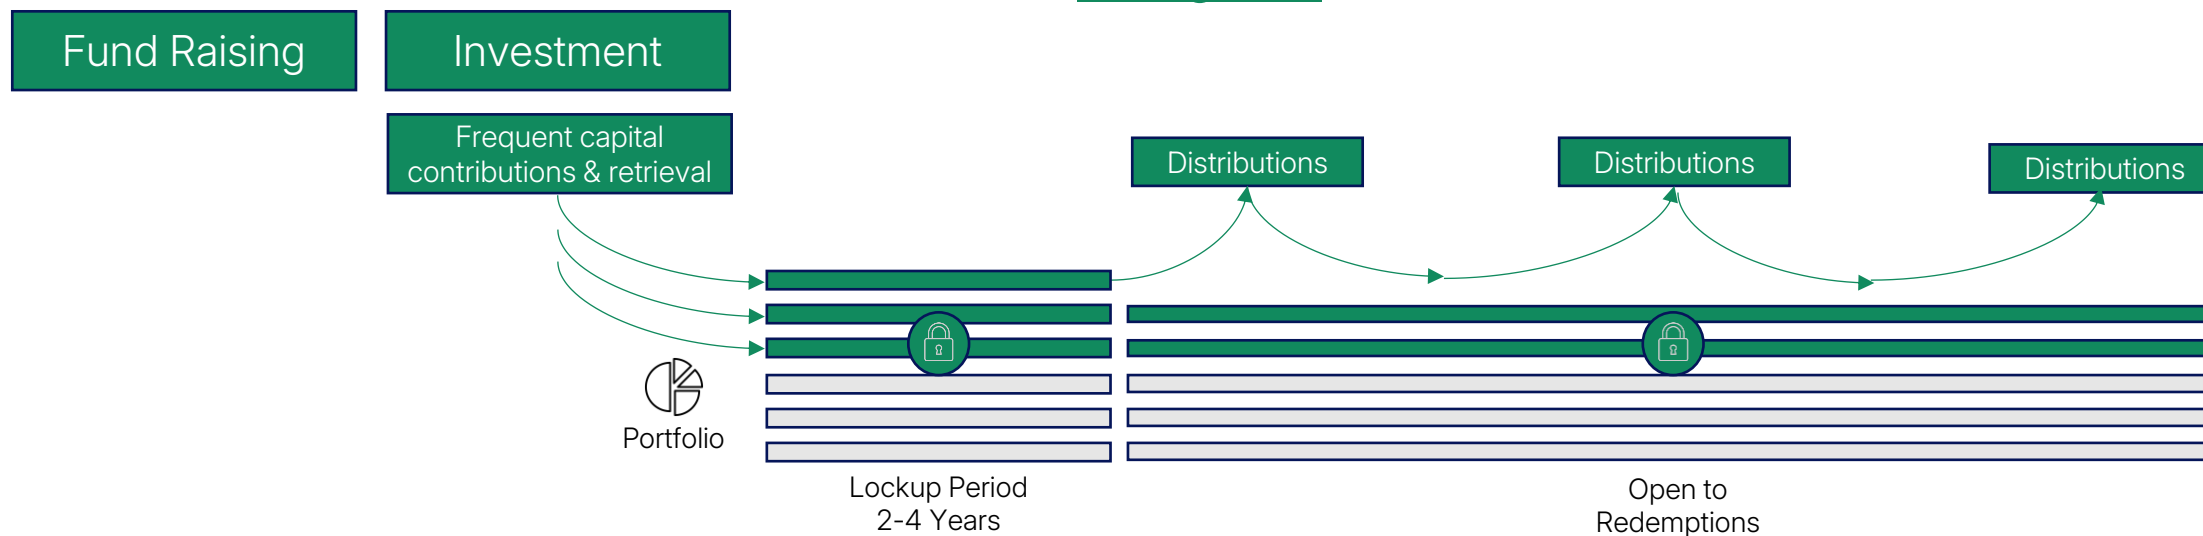 Fund Raising
Investment
Frequent capital
contributions & retrieval
Distributions
Distributions
Distributions
Portfolio
Lockup Period
2-4 Years
Open to
Redemptions